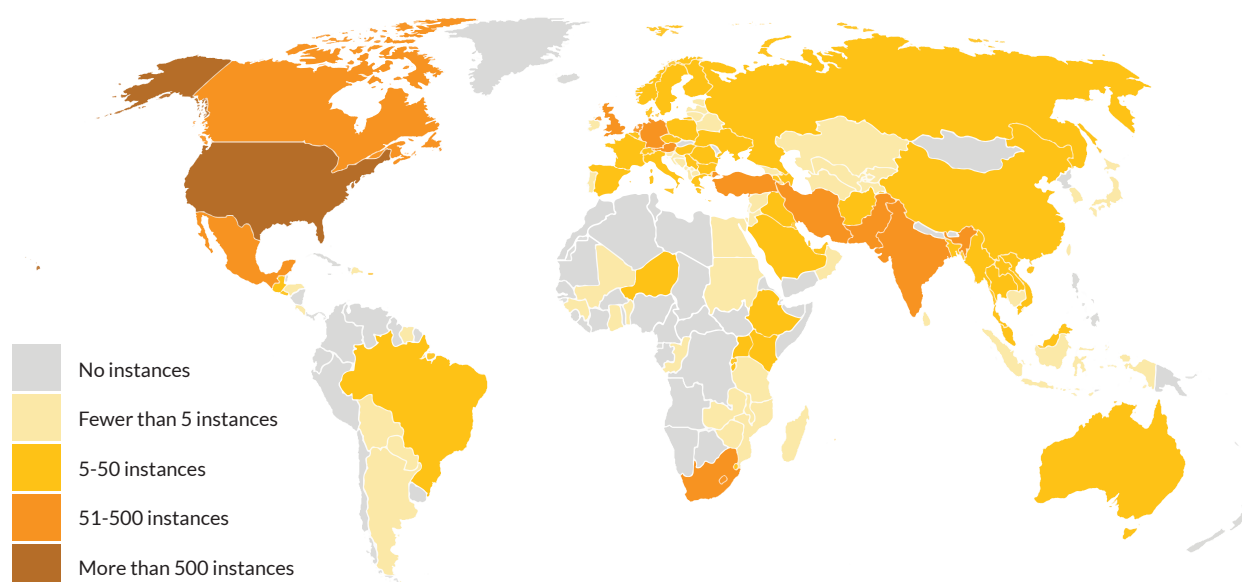 No instances
Fewer than 5 instances
5-50 instances
51-500 instances
More than 500 instances